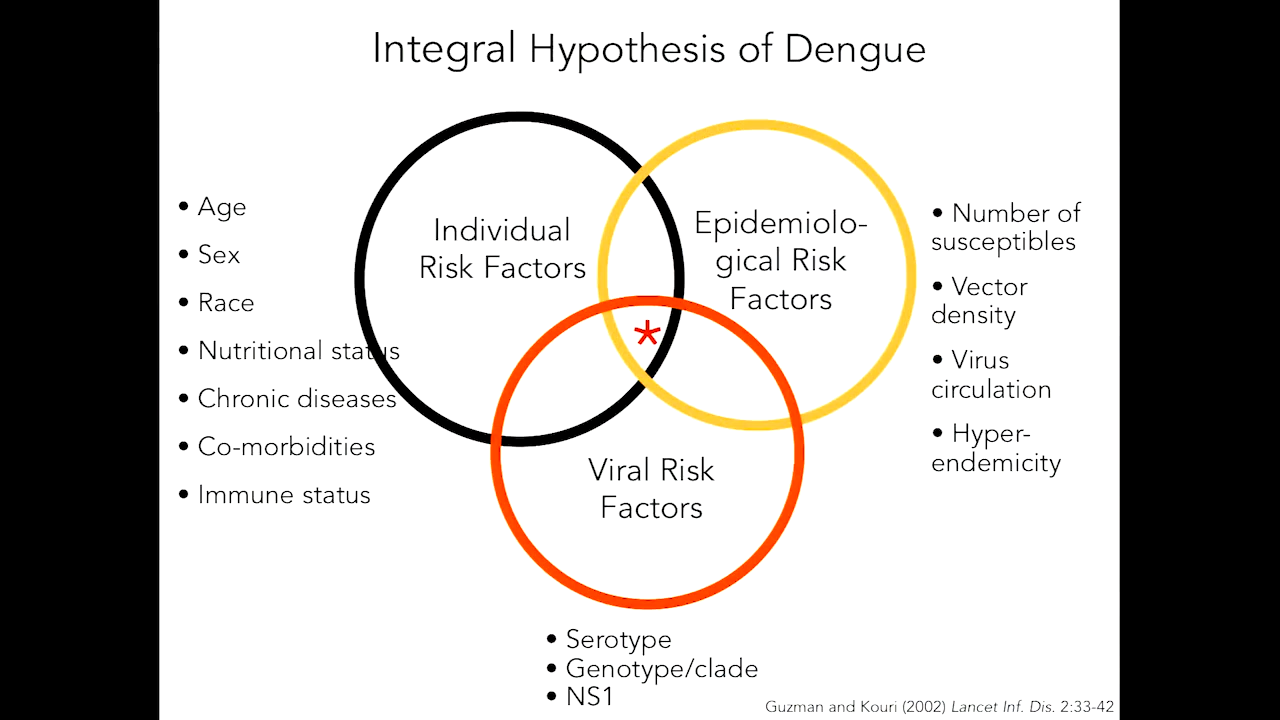 Integral Hypothesis of Dengue
• Age
• Sex
• Race
• Nutritional status
• Chronic diseases
• Co-morbidities
• Immune status
Individual
Risk Factors
Epidemiolo-
gical Risk
Factors
*
Viral Risk
Factors
• Number of
susceptibles
• Vector
density
• Virus
circulation
• Hyper-
endemicity
• Serotype
• Genotype/clade
• NS1
Guzman and Kouri (2002) Lancet Inf. Dis. 2:33-42